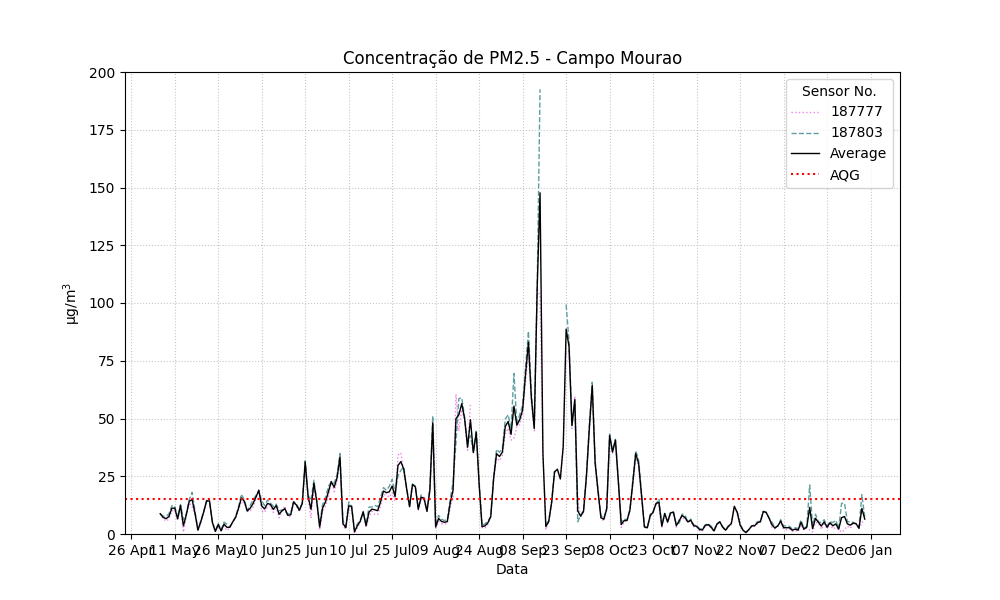 Concentração de PM2.5 - Campo Mourao
200
175
150
125
100
75
50
25
0
µg/m³
Sensor No.
187777
187803
Average
AQG
26 Apr 11 May 26 May 10 Jun 25 Jun 10 Jul 25 Jul 09 Aug 24 Aug 08 Sep 23 Sep 08 Oct 23 Oct 07 Nov 22 Nov 07 Dec 22 Dec 06 Jan
Data